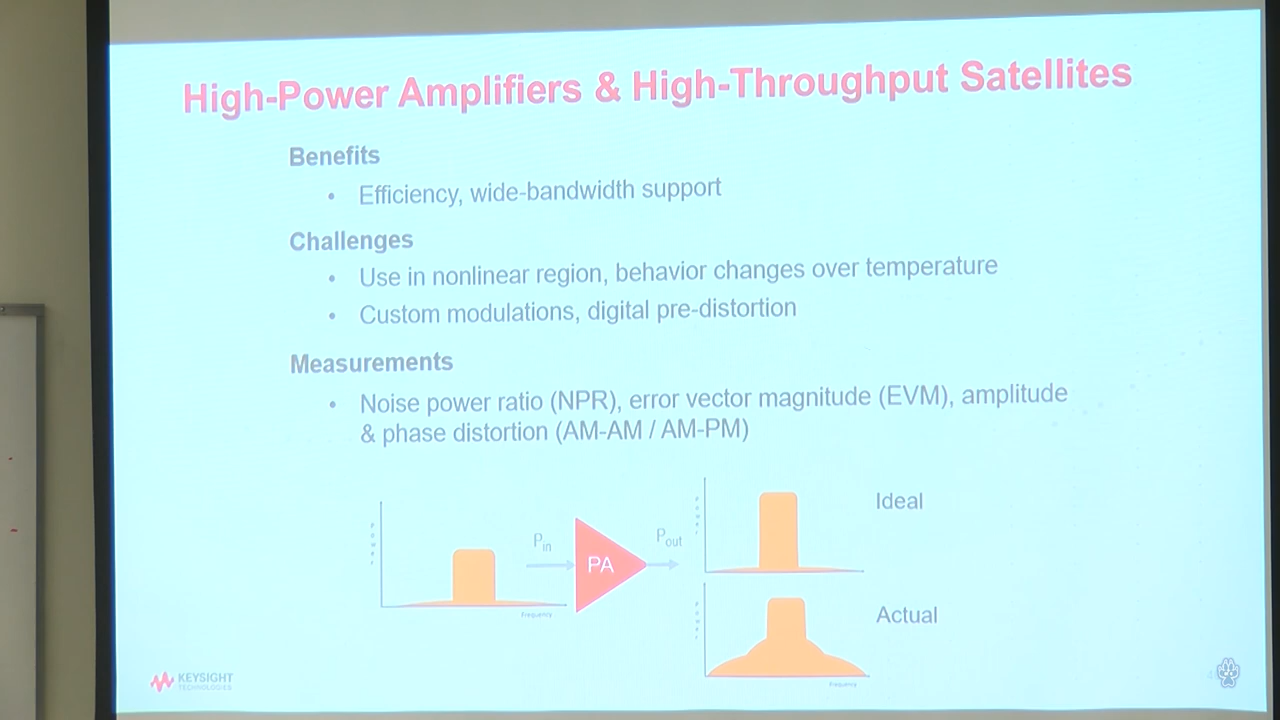 High-Power Amplifiers & High-Throughput Satellites
Benefits
• Efficiency, wide-bandwidth support
Challenges
• Use in nonlinear region, behavior changes over temperature
• Custom modulations, digital pre-distortion
Measurements
• Noise power ratio (NPR), error vector magnitude (EVM), amplitude
& phase distortion (AM-AM / AM-PM)
Pin
PA
Pout
Ideal
Actual
Frequency
Frequency
KEYSIGHT
TECHNOLOGIES